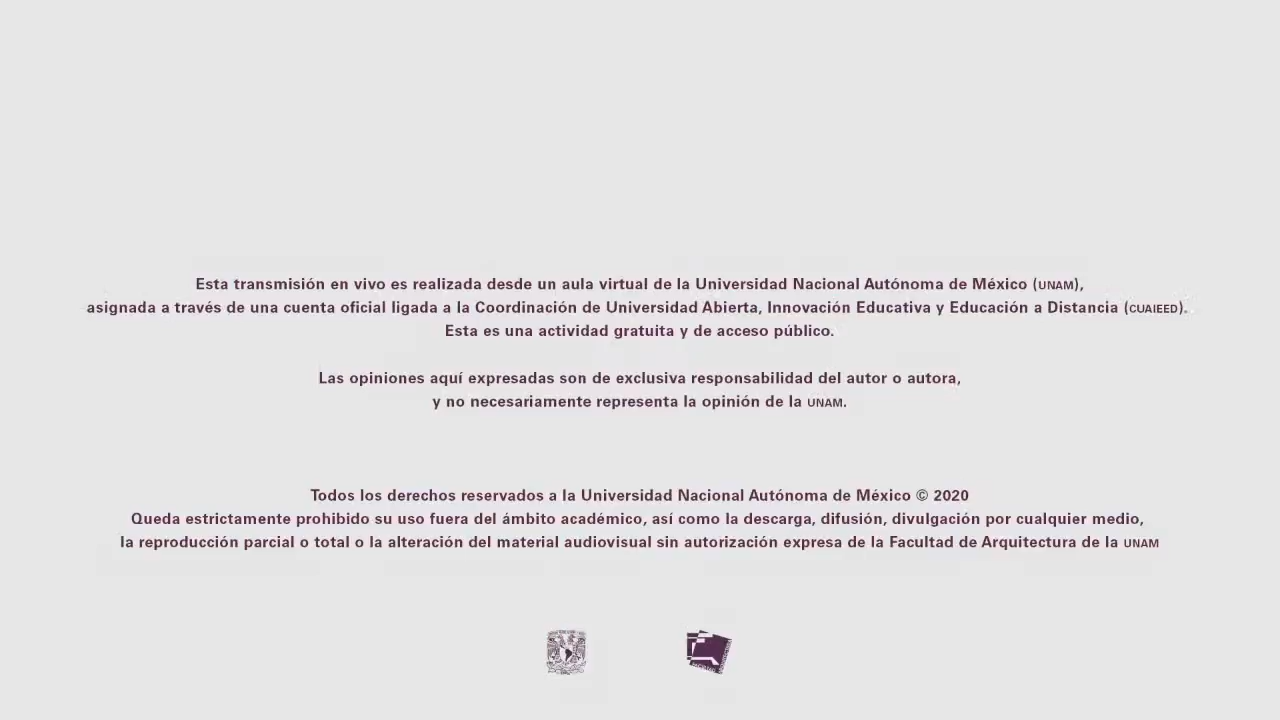 Esta transmisión en vivo es realizada desde un aula virtual de la Universidad Nacional Autónoma de México (UNAM),
asignada a través de una cuenta oficial ligada a la Coordinación de Universidad Abierta, Innovación Educativa y Educación a Distancia (CUAIEED).
Esta es una actividad gratuita y de acceso público.
Las opiniones aquí expresadas son de exclusiva responsabilidad del autor o autora,
y no necesariamente representa la opinión de la UNAM.
Todos los derechos reservados a la Universidad Nacional Autónoma de México © 2020
Queda estrictamente prohibido su uso fuera del ámbito académico, así como la descarga, difusión, divulgación por cualquier medio,
la reproducción parcial o total o la alteración del material audiovisual sin autorización expresa de la Facultad de Arquitectura de la UNAM